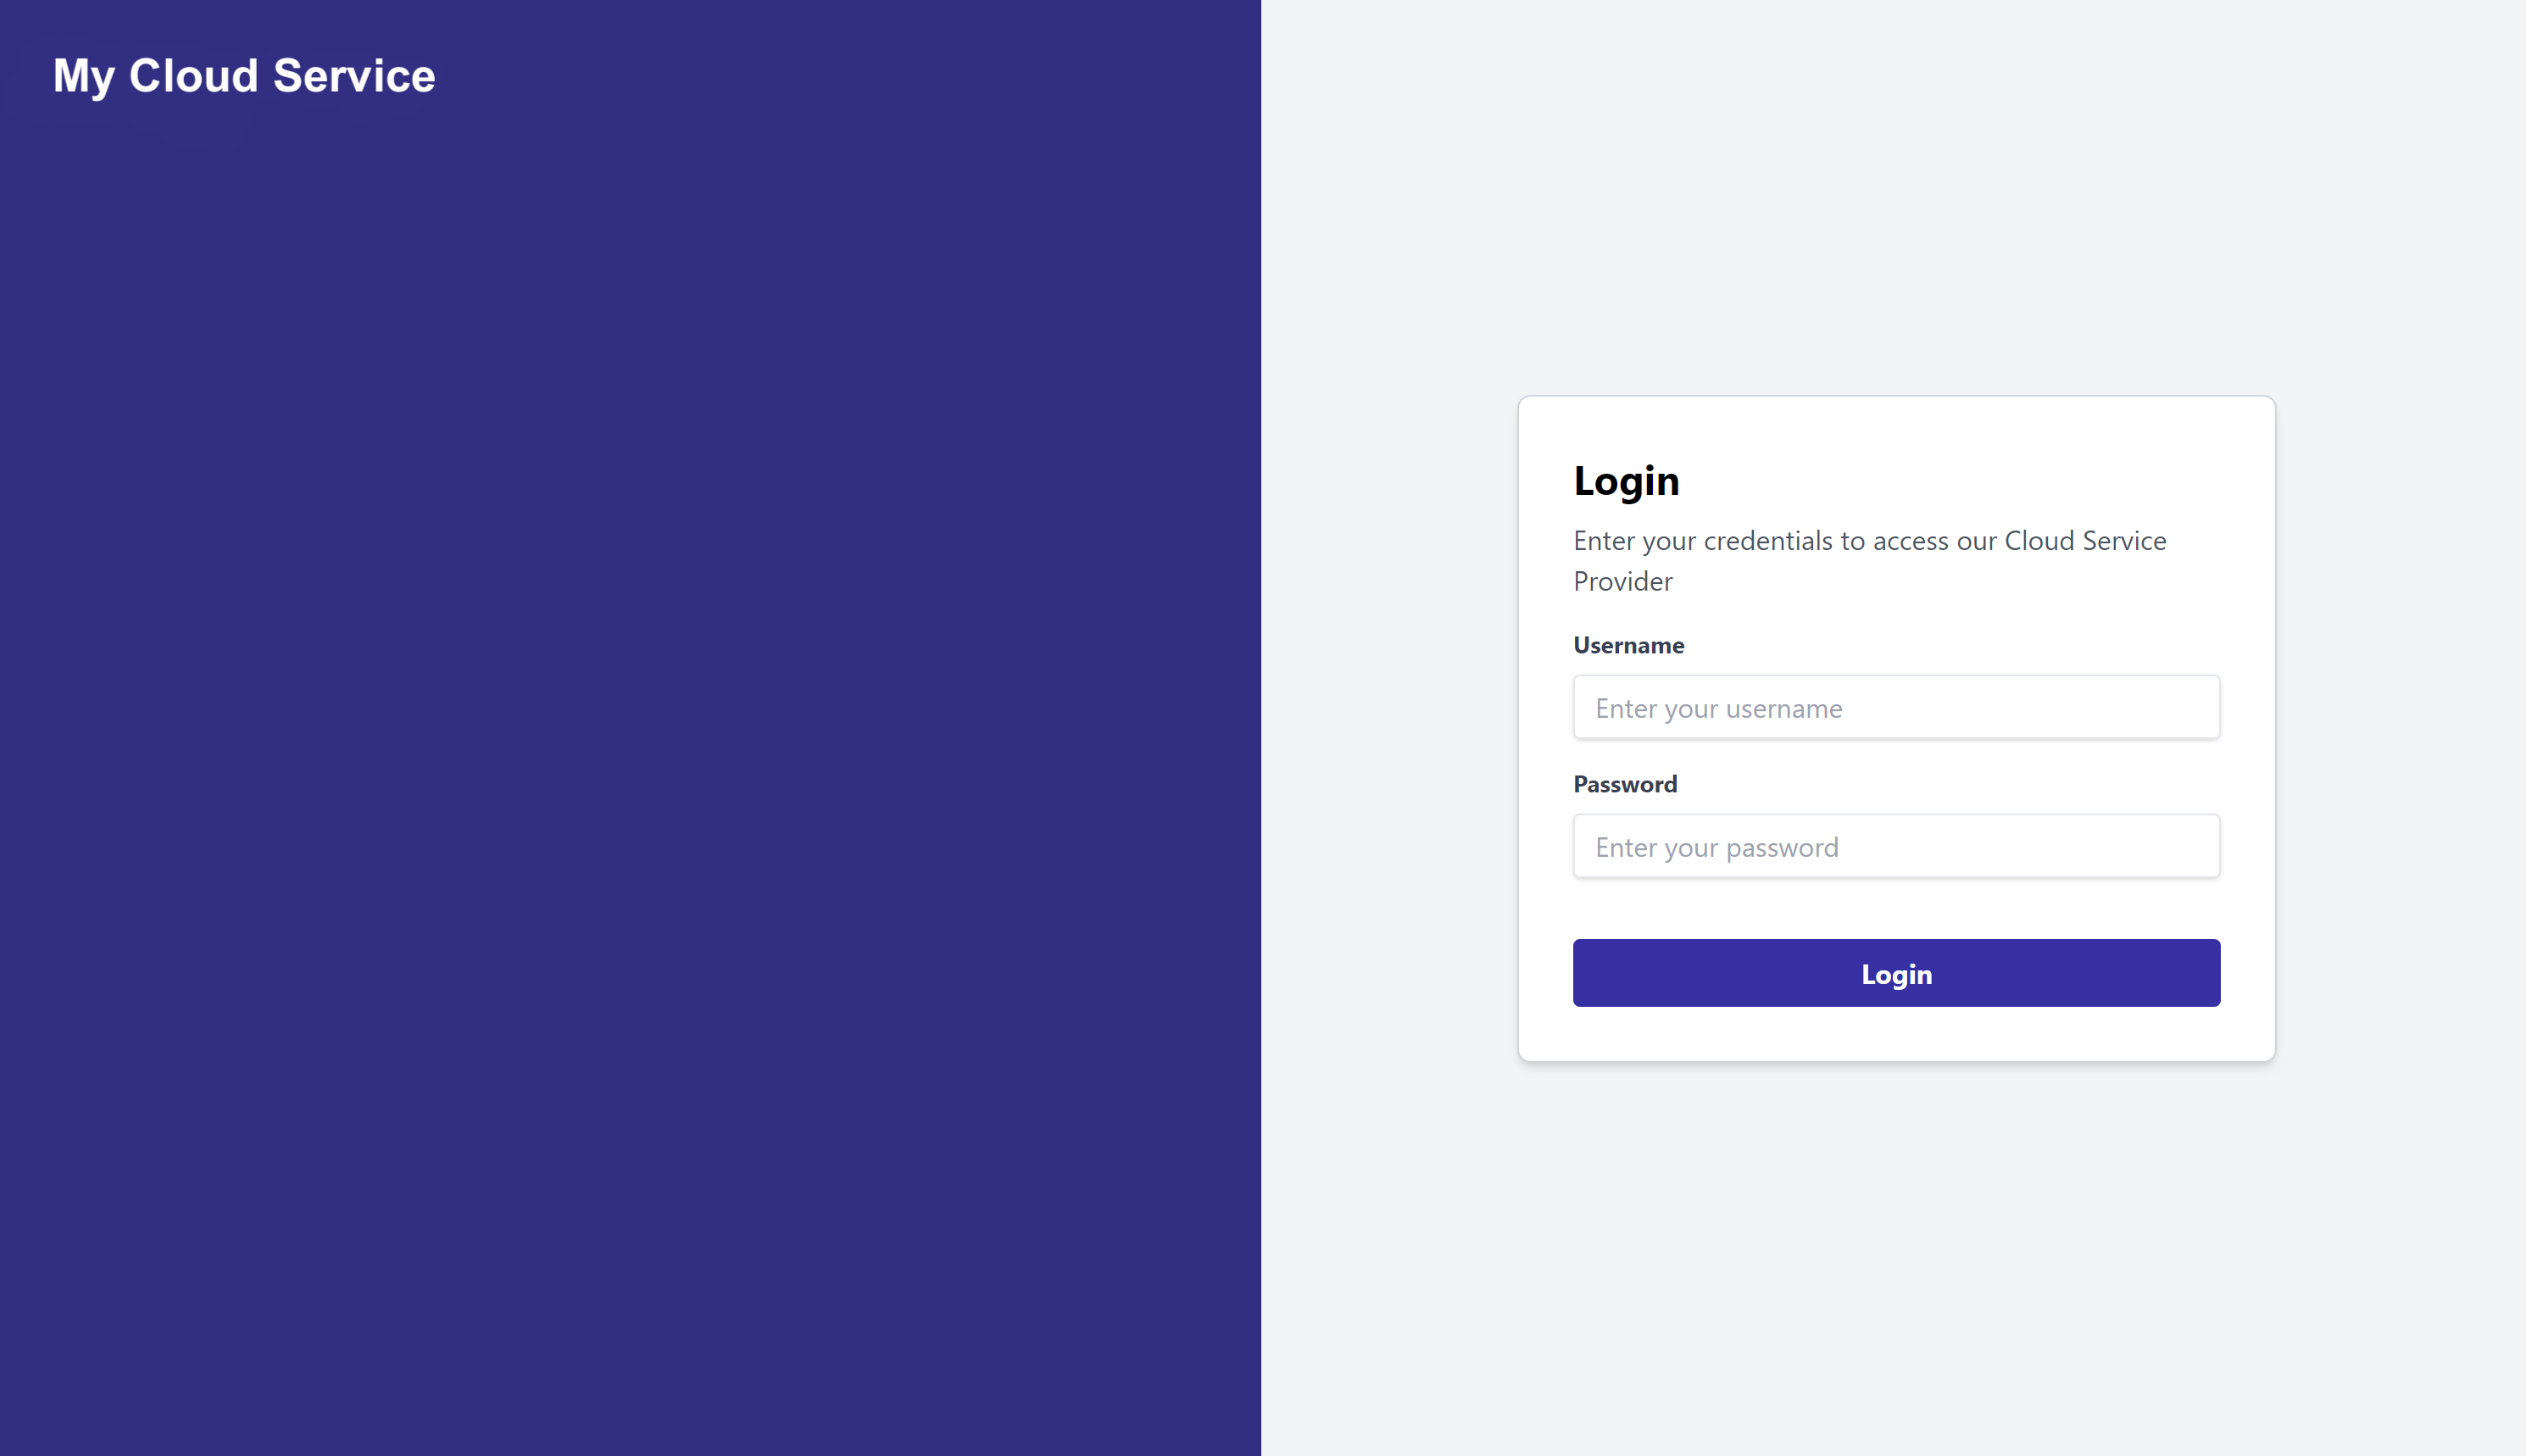 My Cloud Service
Login
Enter your credentials to access our Cloud Service
Provider
Username
Enter your username
Password
Enter your password
Login